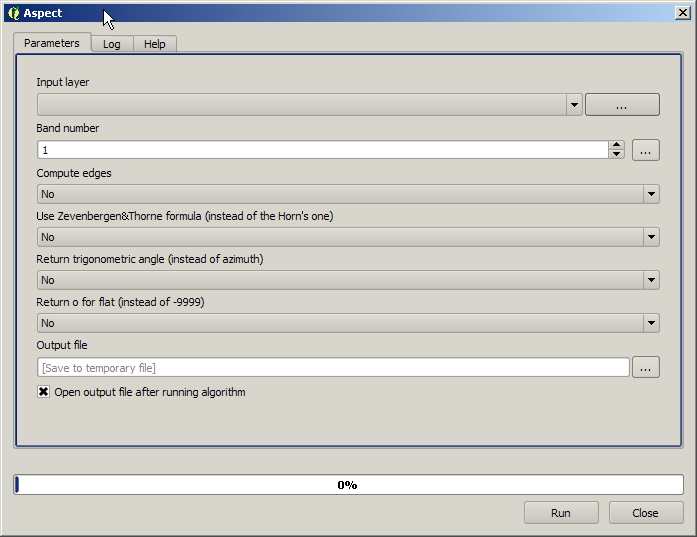 Aspect
Parameters Log Help
Input layer
...
Band number
1 ...
Compute edges
No
Use Zevenbergen&Thorne formula (instead of the Horn's one)
No
Return trigonometric angle (instead of azimuth)
No
Return o for flat (instead of -9999)
No
Output file
[Save to temporary file] ...
Open output file after running algorithm
0%
Run Close